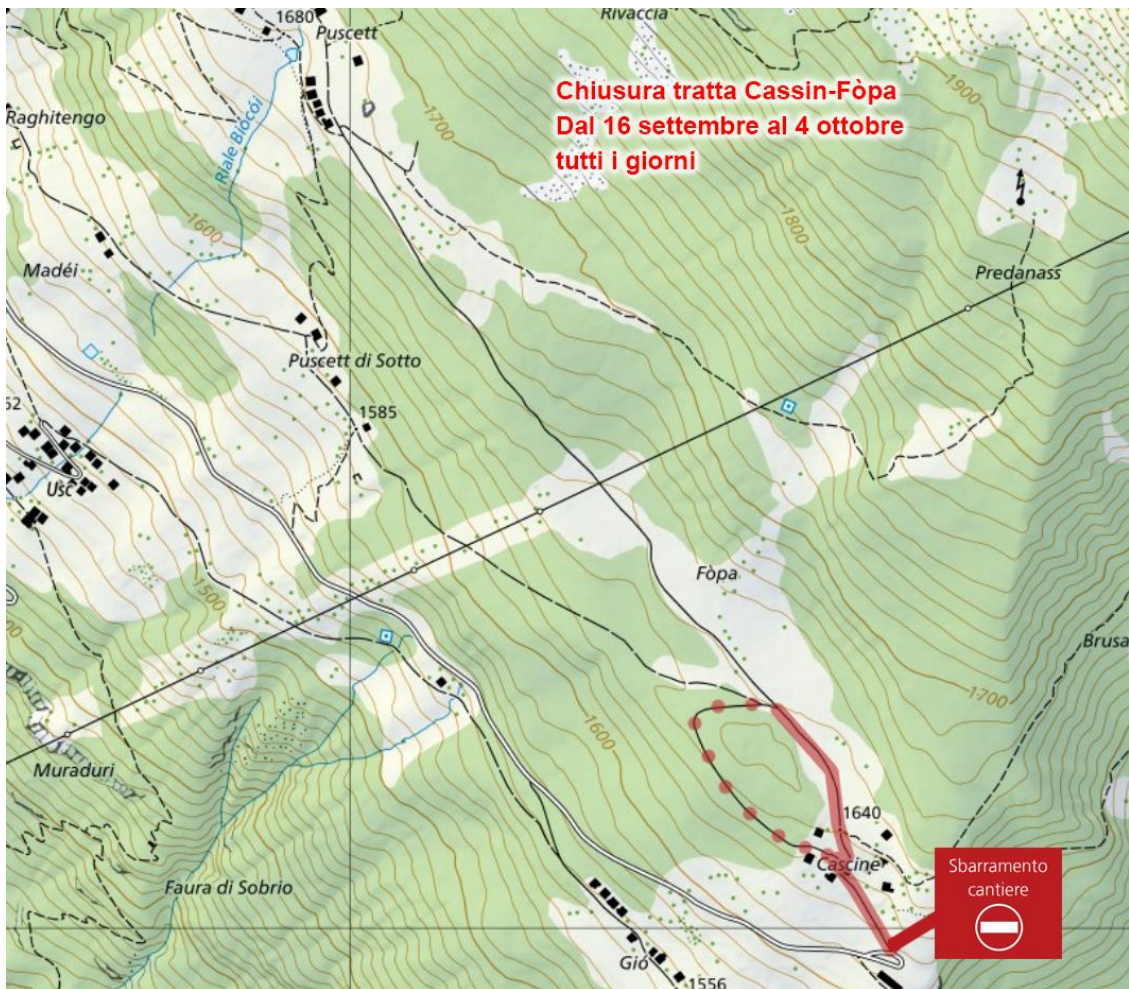 1680
Puscett
Rivaccia
Chiusura tratta Cassin-Fòpa
Dal 16 settembre al 4 ottobre
tutti i giorni
1900
1700
Raghitengo
Riale Biocói
1600
1800
Madéi
Predanass
Puscett di Sotto
1585
Usc
Fòpa
1500
Brusa
1700
1600
Muraduri
1640
Cascine
Sbarramento
cantiere
Faura di Sobrio
Gió
1556